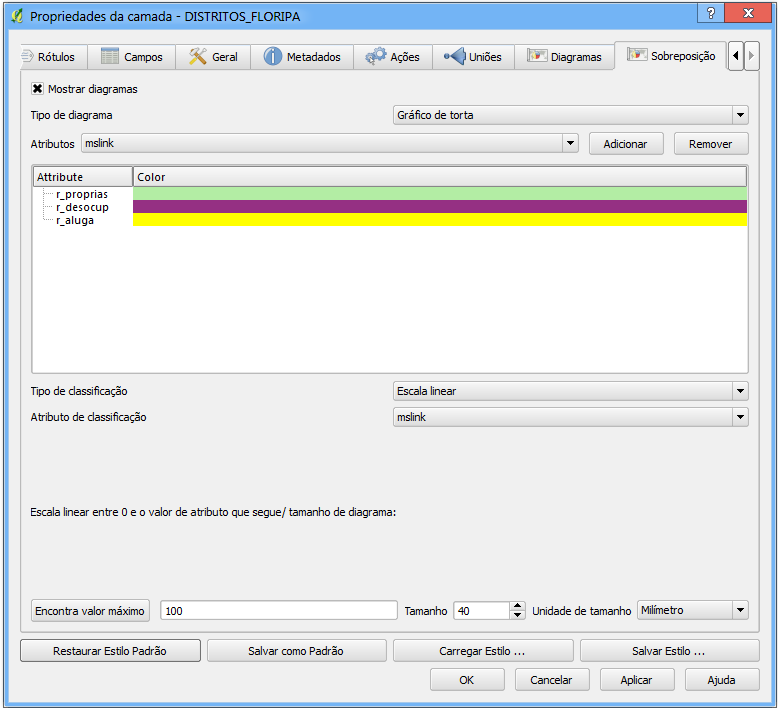 Propriedades da camada - DISTRITOS_FLORIPA
Rótulos Campos Geral Metadados Ações Uniões Diagramas Sobreposição
Mostrar diagramas
Tipo de diagrama Gráfico de torta
Atributos mslink Adicionar Remover
Attribute Color
r_proprias
r_desocup
r_aluga
Tipo de classificação Escala linear
Atributo de classificação mslink
Escala linear entre 0 e o valor de atributo que segue/ tamanho de diagrama:
Encontra valor máximo 100 Tamanho 40 Unidade de tamanho Milímetro
Restaurar Estilo Padrão Salvar como Padrão Carregar Estilo ... Salvar Estilo ...
OK Cancelar Aplicar Ajuda